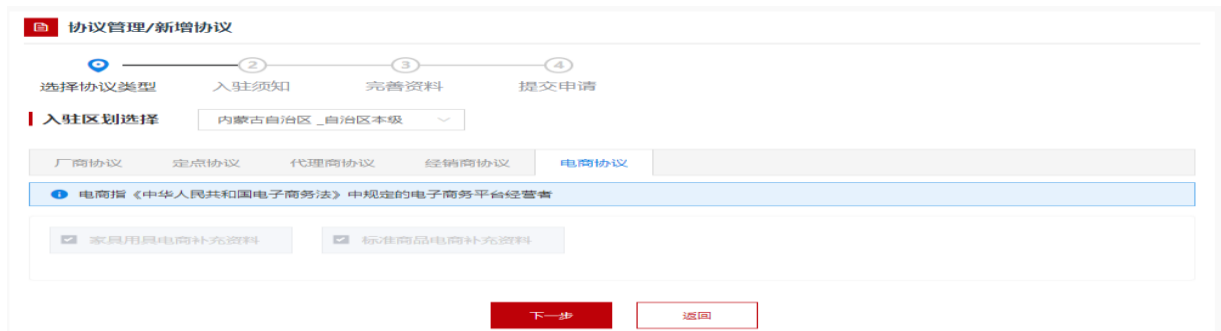 协议管理/新增协议
2 3 4
选择协议类型 入驻须知 完善资料 提交申请
入驻区划选择 内蒙古自治区 _自治区本级
厂商协议 定点协议 代理商协议 经销商协议 电商协议
电商指《中华人民共和国电子商务法》中规定的电子商务平台经营者
家具用具电商补充资料 标准商品电商补充资料
下一步 返回